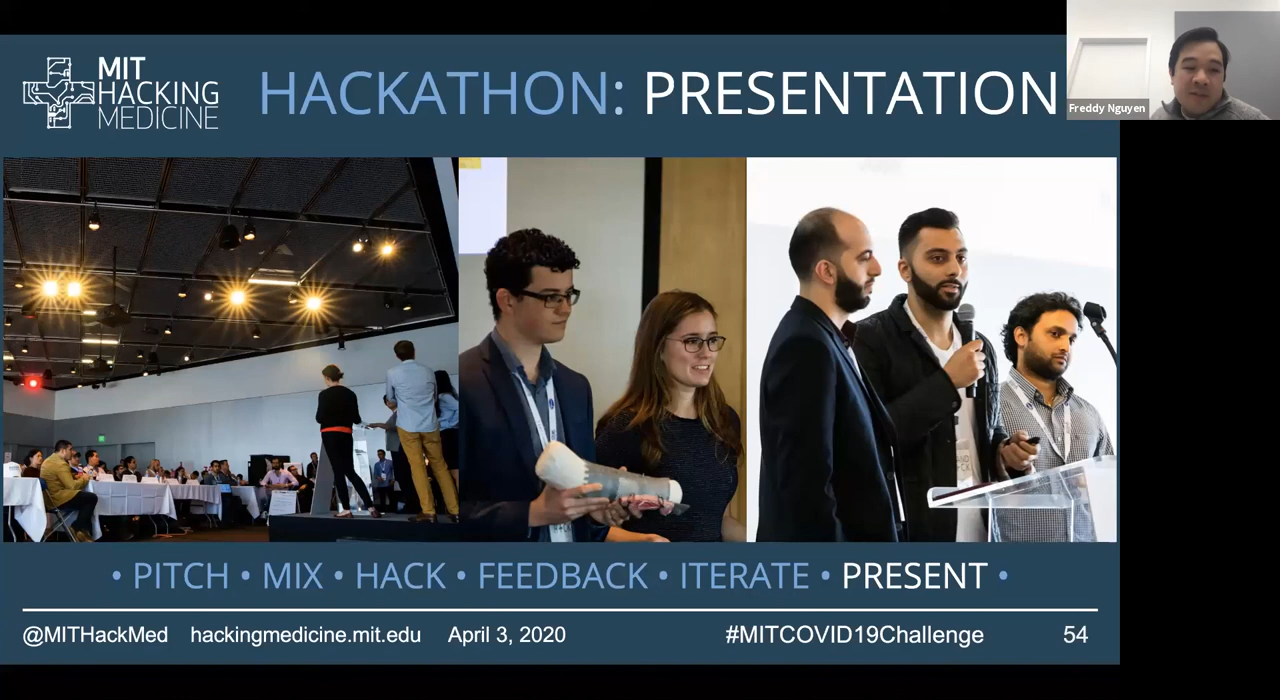 MIT
HACKING
MEDICINE
HACKATHON: PRESENTATION
Freddy Nguyen
• PITCH • MIX • HACK • FEEDBACK • ITERATE • PRESENT •
@MITHackMed hackingmedicine.mit.edu April 3, 2020 #MITCOVID19Challenge 54